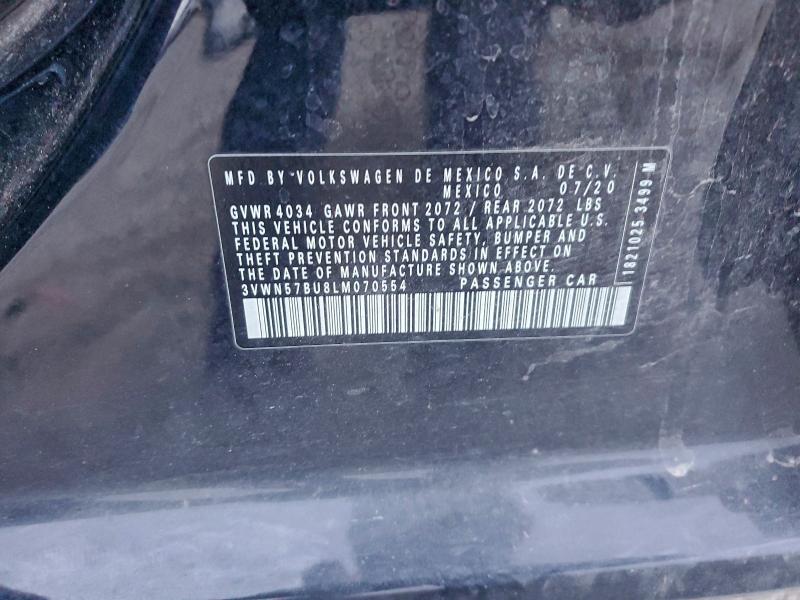 MFD BY VOLKSWAGEN DE MEXICO S.A. DE C.V.
MEXICO 07/20
GVWR 4034 GAWR FRONT 2072 / REAR 2072 LBS
THIS VEHICLE CONFORMS TO ALL APPLICABLE U.S.
FEDERAL MOTOR VEHICLE SAFETY, BUMPER AND
THEFT PREVENTION STANDARDS IN EFFECT ON
THE DATE OF MANUFACTURE SHOWN ABOVE.
3VWN57BU8LM070554 PASSENGER CAR
1821025 3499 M